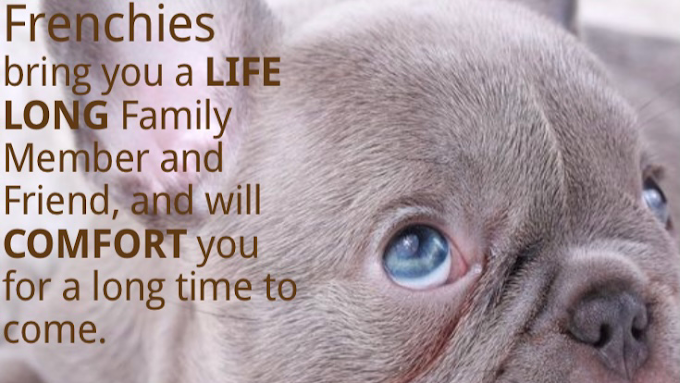 Frenchies
bring you a LIFE
LONG Family
Member and
Friend, and will
COMFORT you
for a long time to
come.